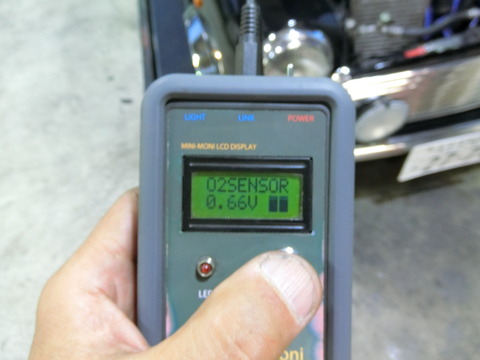 LIGHT LINK POWER
MINI-MONI LCD DISPLAY
O2SENSOR
0.66V